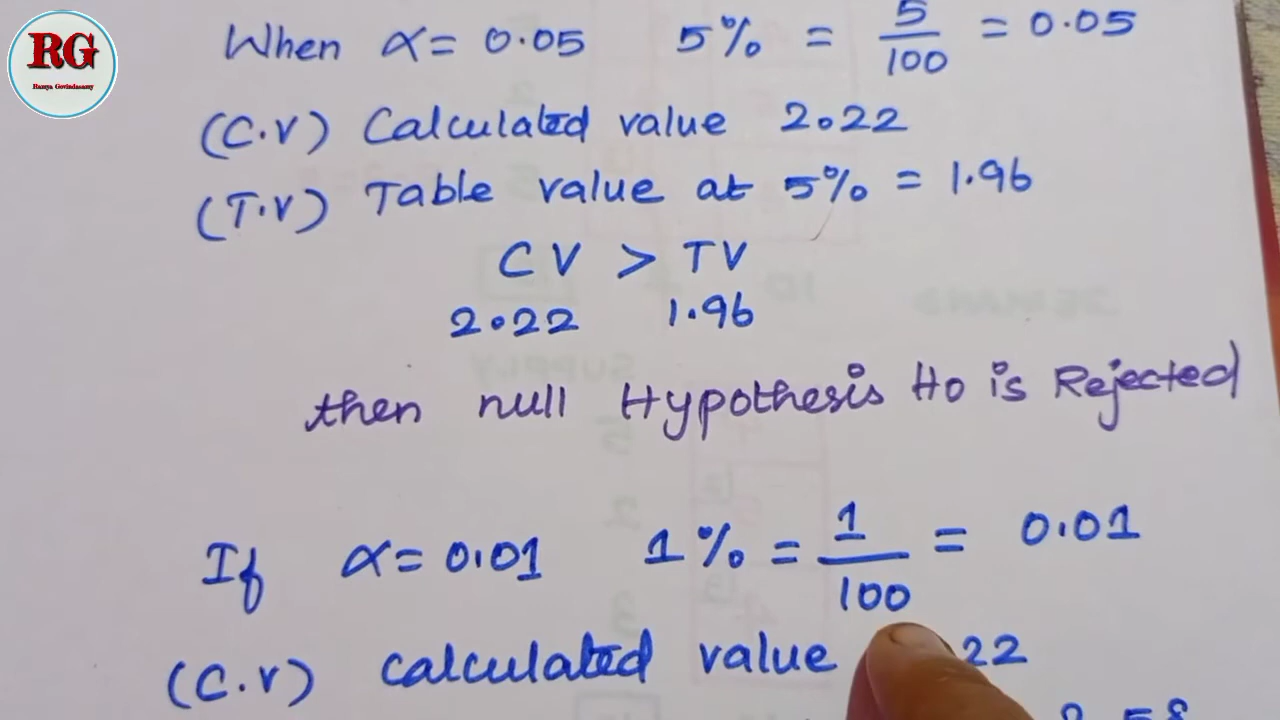 RG
Ramya Govindasamy
When α = 0.05 5% = 5/100 = 0.05
(C.V) Calculated value 2.22
(T.V) Table value at 5% = 1.96
CV > TV
2.22 1.96
then null Hypothesis Ho is Rejected
If α = 0.01 1% = 1/100 = 0.01
(C.V) calculated value 22